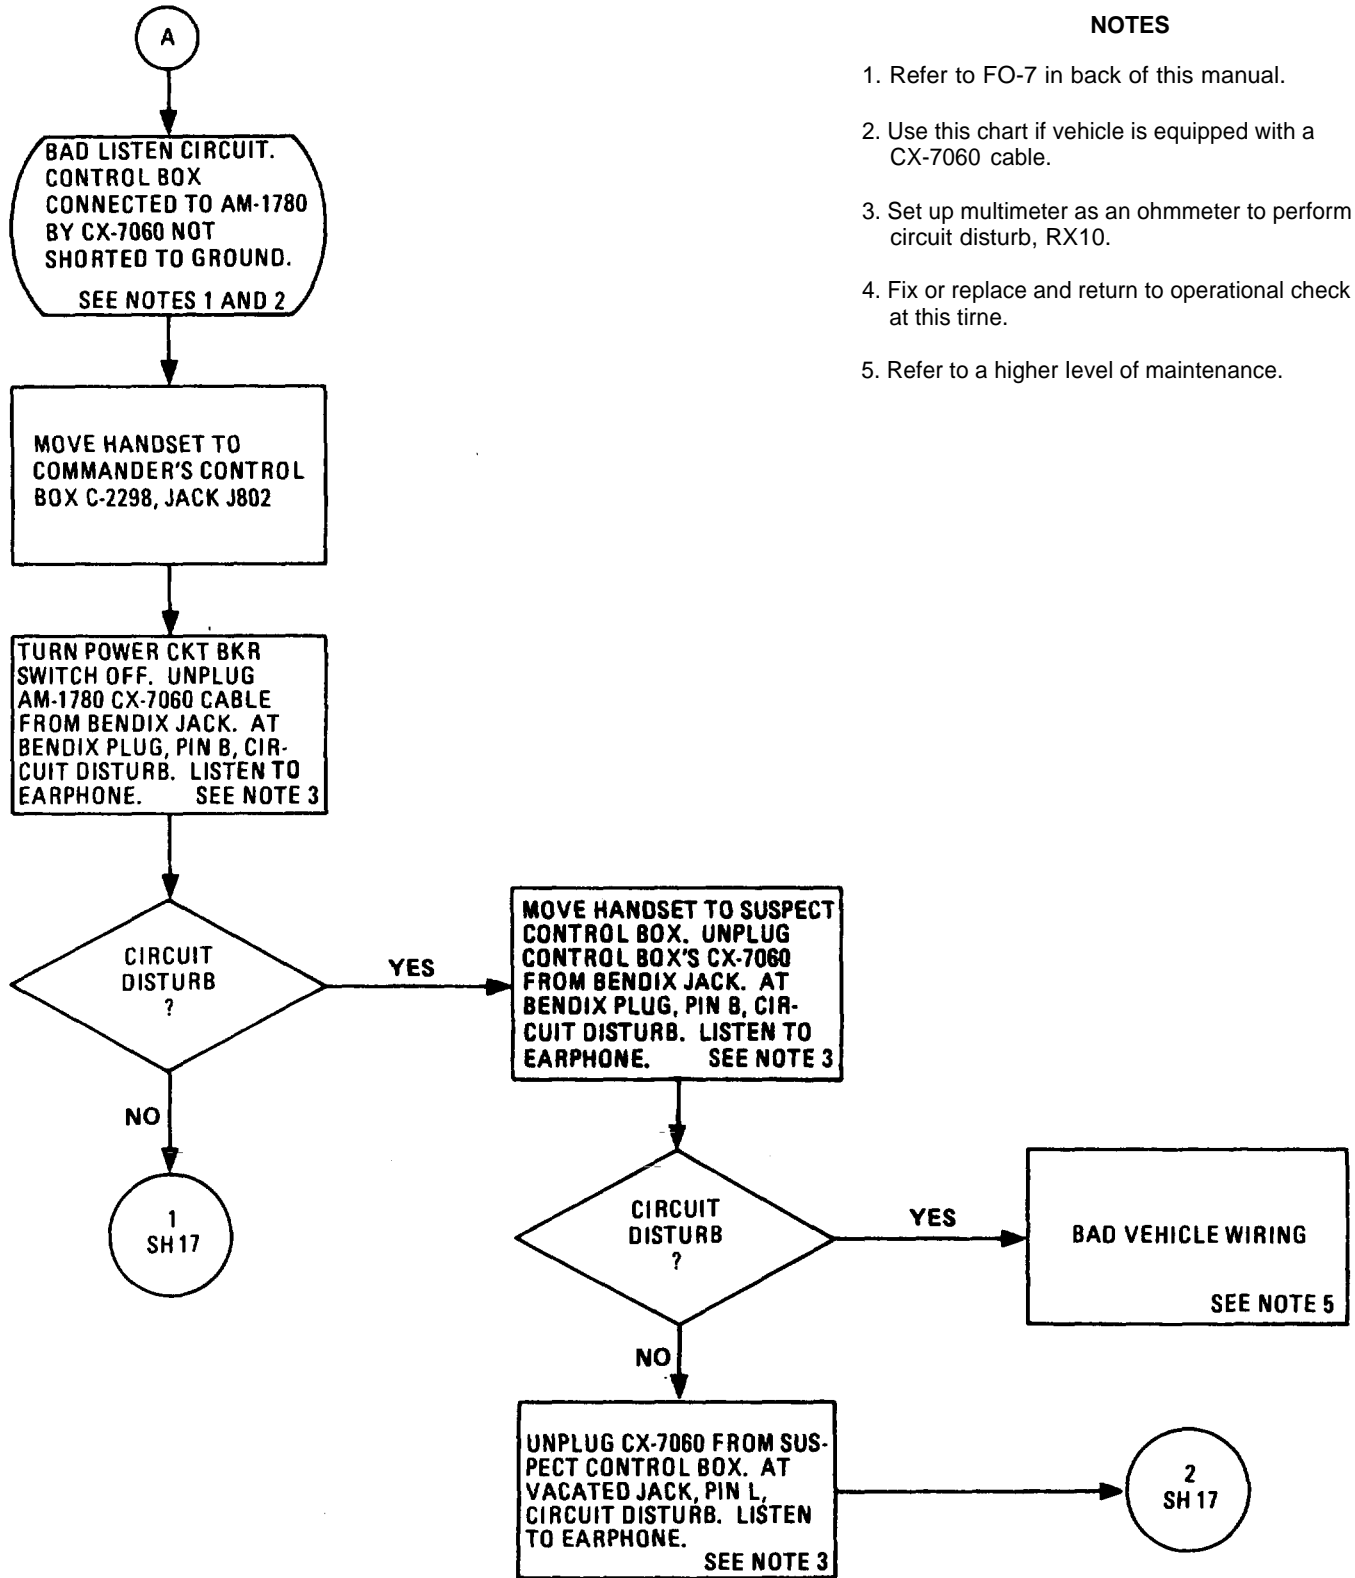 A
BAD LISTEN CIRCUIT.
CONTROL BOX
CONNECTED TO AM-1780
BY CX-7060 NOT
SHORTED TO GROUND.
SEE NOTES 1 AND 2
MOVE HANDSET TO
COMMANDER'S CONTROL
BOX C-2298, JACK J802
TURN POWER CKT BKR
SWITCH OFF. UNPLUG
AM-1780 CX-7060 CABLE
FROM BENDIX JACK. AT
BENDIX PLUG, PIN B, CIR-
CUIT DISTURB. LISTEN TO
EARPHONE. SEE NOTE 3
CIRCUIT
DISTURB
?
YES
NO
1
SH 17
MOVE HANDSET TO SUSPECT
CONTROL BOX. UNPLUG
CONTROL BOX'S CX-7060
FROM BENDIX JACK. AT
BENDIX PLUG, PIN B, CIR-
CUIT DISTURB. LISTEN TO
EARPHONE. SEE NOTE 3
CIRCUIT
DISTURB
?
YES
BAD VEHICLE WIRING
SEE NOTE 5
NO
UNPLUG CX-7060 FROM SUS-
PECT CONTROL BOX. AT
VACATED JACK, PIN L,
CIRCUIT DISTURB. LISTEN
TO EARPHONE.
SEE NOTE 3
2
SH 17
NOTES
1. Refer to FO-7 in back of this manual.
2. Use this chart if vehicle is equipped with a
CX-7060 cable.
3. Set up multimeter as an ohmmeter to perform
circuit disturb, RX10.
4. Fix or replace and return to operational check
at this tirne.
5. Refer to a higher level of maintenance.